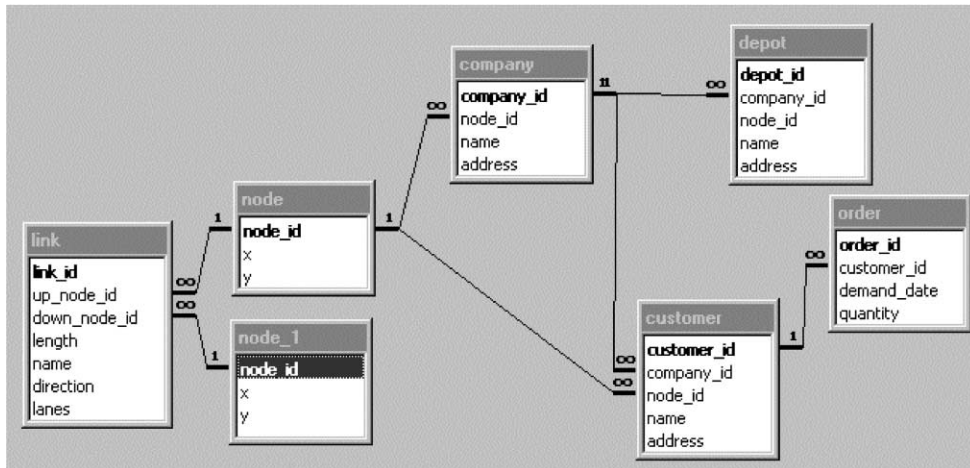 company
company_id
node_id
name
address
depot
depot_id
company_id
node_id
name
address
node
node_id
x
y
link
link_id
up_node_id
down_node_id
length
name
direction
lanes
node_1
node_id
x
y
customer
customer_id
company_id
node_id
name
address
order
order_id
customer_id
demand_date
quantity
1
∞
∞
1
∞
1
∞
11
∞
∞
∞
1
∞